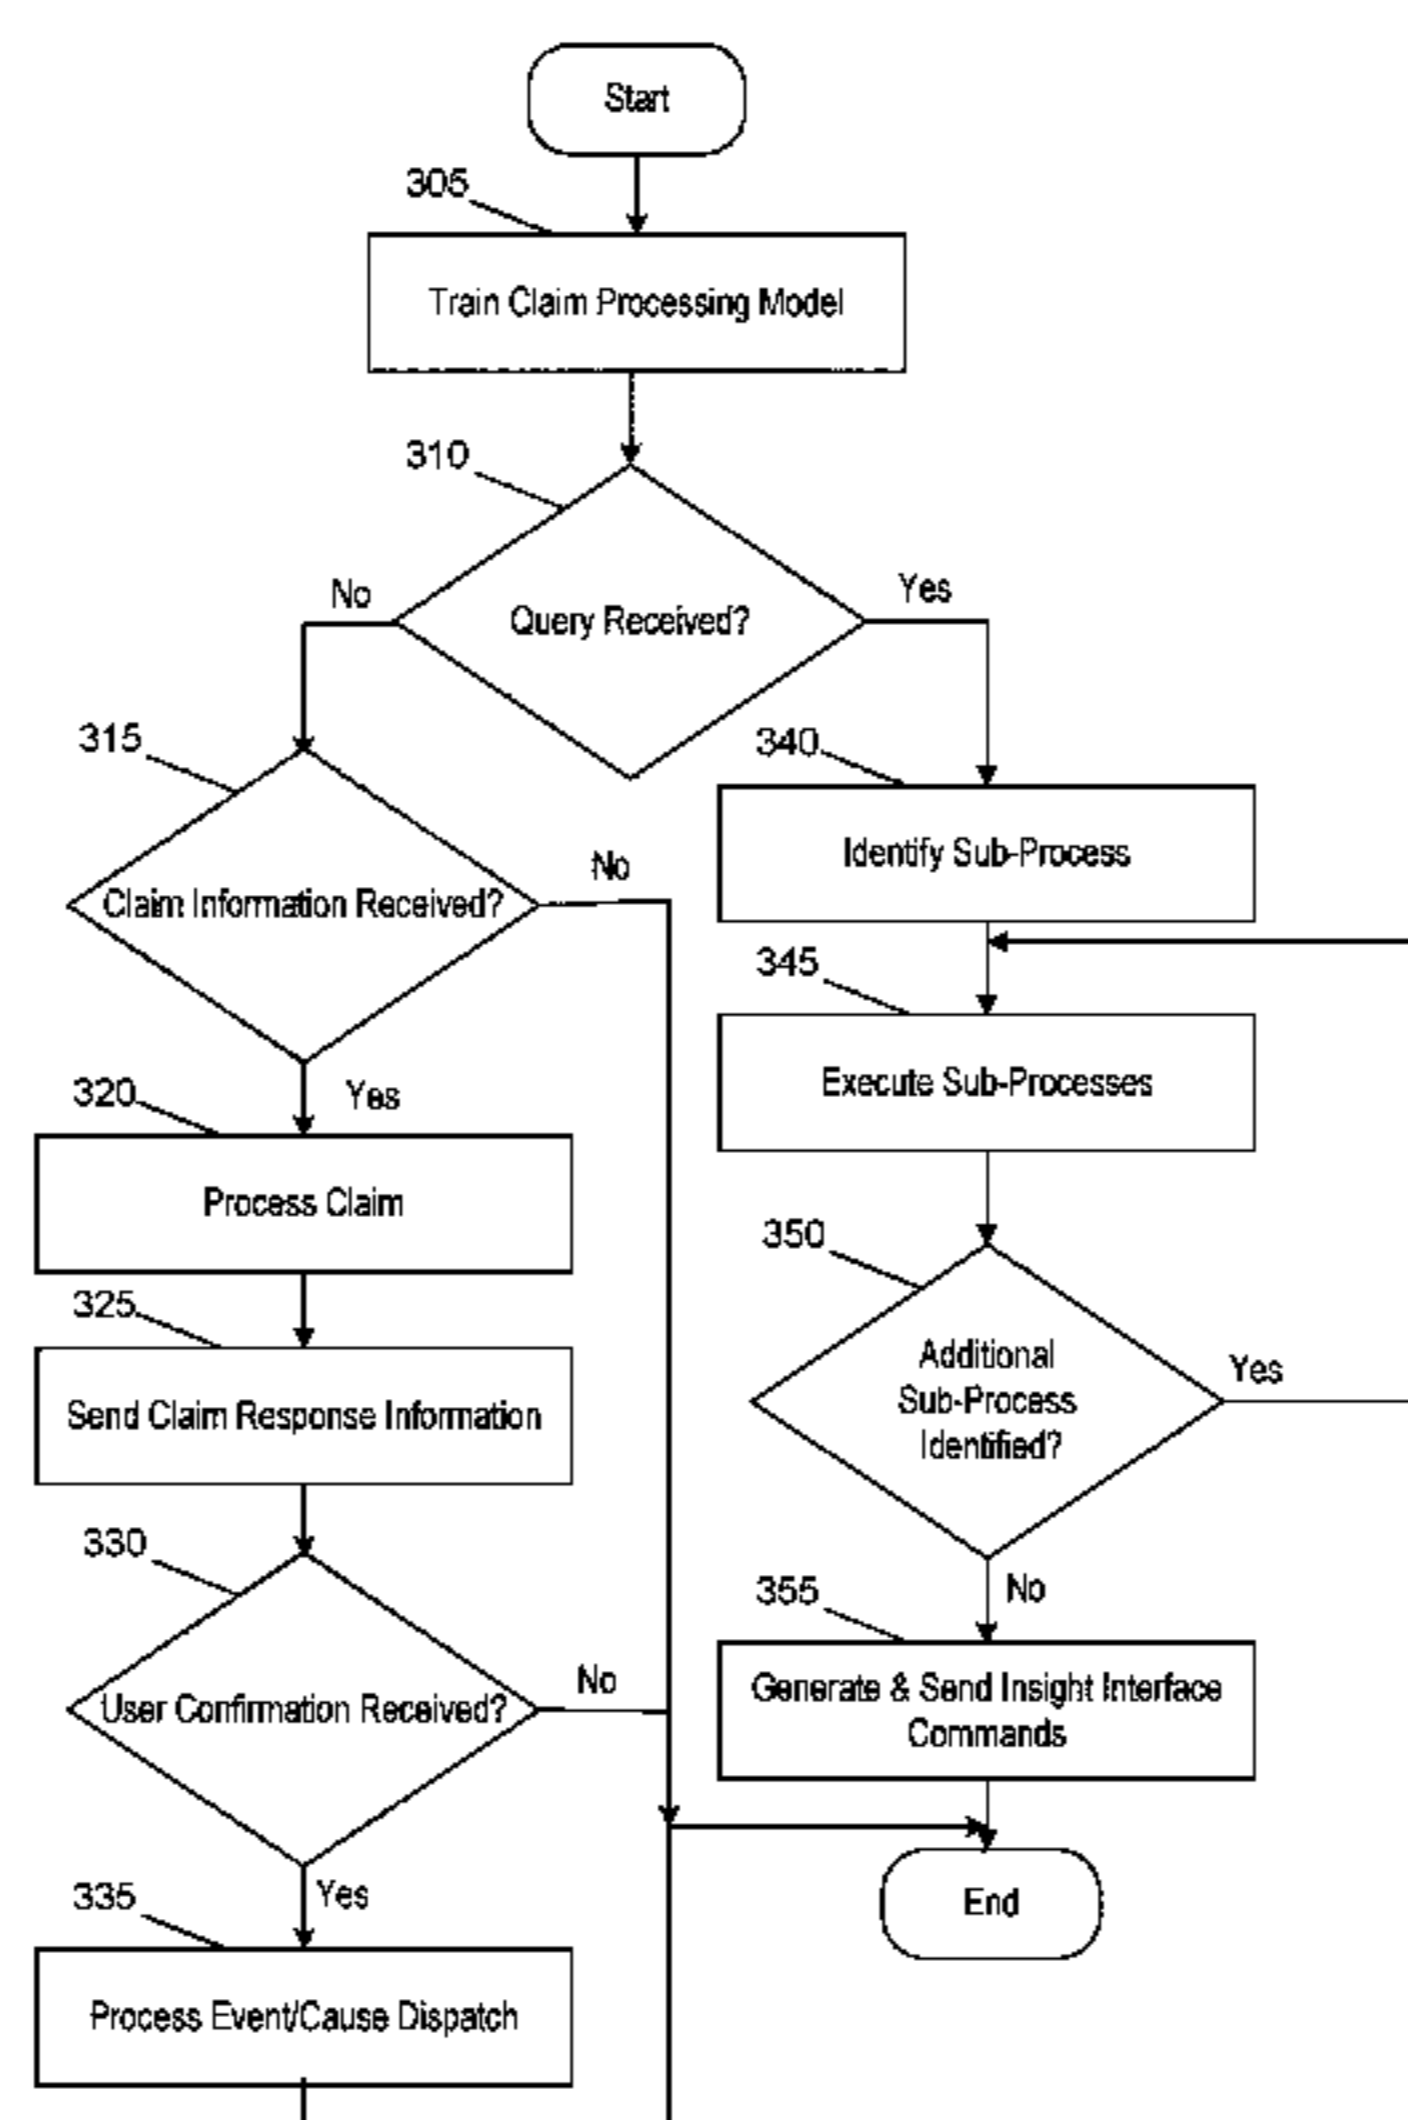 Start
305
Train Claim Processing Model
310
No
Query Received?
Yes
315
Claim Information Received?
No
340
Identify Sub-Process
345
Execute Sub-Processes
320
Yes
Process Claim
325
Send Claim Response Information
350
Additional
Sub-Process
Identified?
Yes
No
330
User Confirmation Received?
No
355
Generate & Send Insight Interface
Commands
335
Yes
Process Event/Cause Dispatch
End